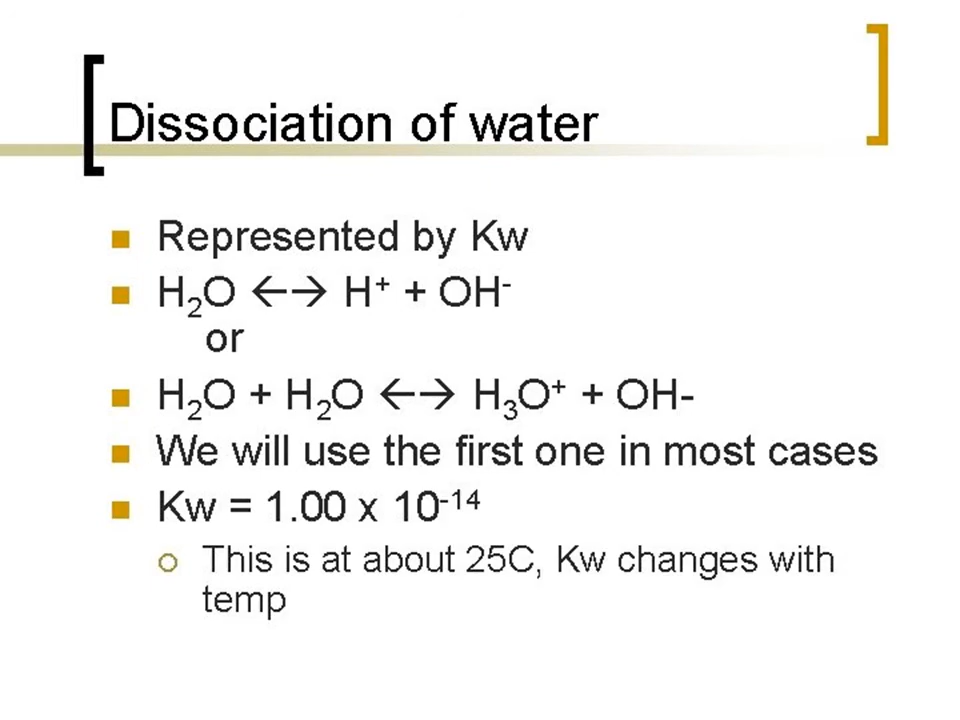 Dissociation of water
Represented by Kw
H₂O ←→ H⁺ + OH⁻
or
H₂O + H₂O ←→ H₃O⁺ + OH-
We will use the first one in most cases
Kw = 1.00 x 10⁻¹⁴
This is at about 25C, Kw changes with
temp